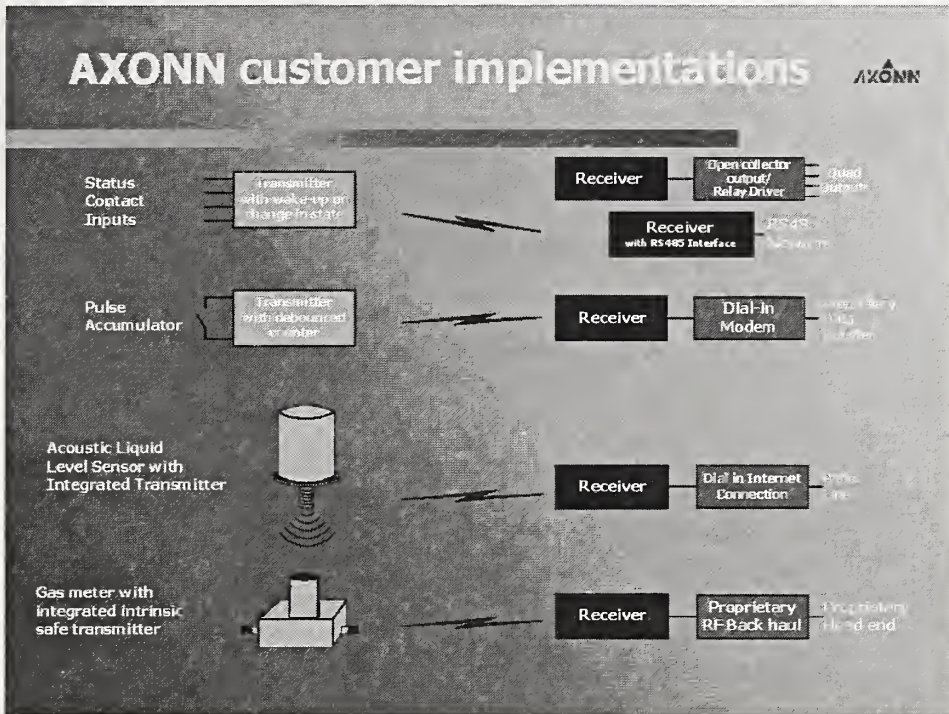 AXONN customer implementations
AXONN
Status
Contact
Inputs
Transmitter
with wake-up on
change in state
Receiver
Open collector
output/
Relay Driver
Quad
outputs
Receiver
with RS485 Interface
Pulse
Accumulator
Transmitter
with debounced
counter
Receiver
Dial-in
Modem
Acoustic Liquid
Level Sensor with
Integrated Transmitter
Receiver
Dial in Internet
Connection
Gas meter with
integrated intrinsic
safe transmitter
Receiver
Proprietary
RF Back haul
Proprietary
Head end